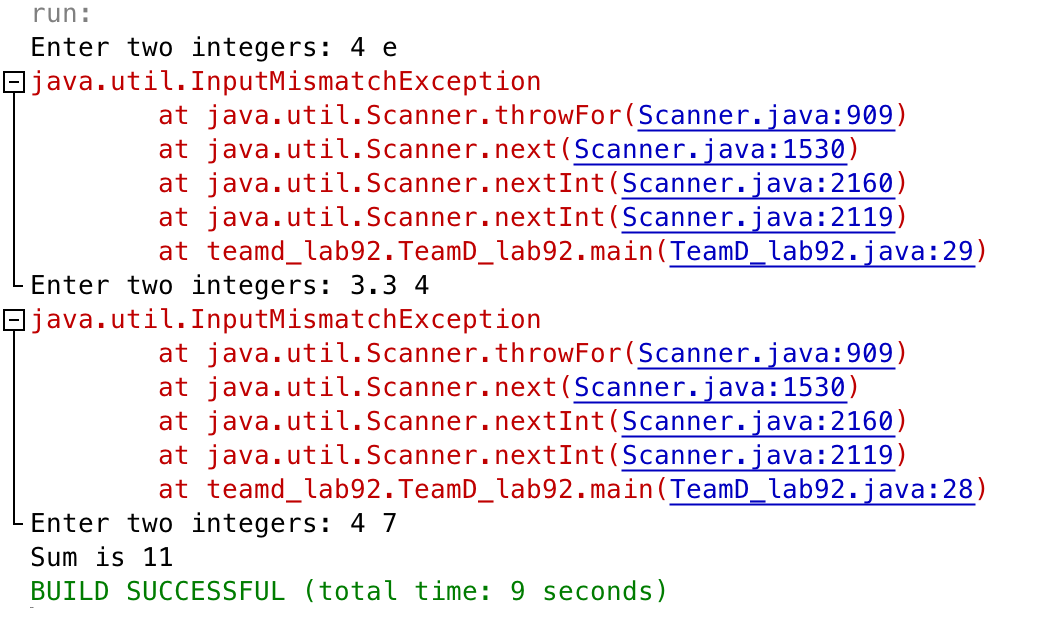 run:
Enter two integers: 4 e
java.util.InputMismatchException
at java.util.Scanner.throwFor(Scanner.java:909)
at java.util.Scanner.next(Scanner.java:1530)
at java.util.Scanner.nextInt(Scanner.java:2160)
at java.util.Scanner.nextInt(Scanner.java:2119)
at teamd_lab92.TeamD_lab92.main(TeamD_lab92.java:29)
Enter two integers: 3.3 4
java.util.InputMismatchException
at java.util.Scanner.throwFor(Scanner.java:909)
at java.util.Scanner.next(Scanner.java:1530)
at java.util.Scanner.nextInt(Scanner.java:2160)
at java.util.Scanner.nextInt(Scanner.java:2119)
at teamd_lab92.TeamD_lab92.main(TeamD_lab92.java:28)
Enter two integers: 4 7
Sum is 11
BUILD SUCCESSFUL (total time: 9 seconds)